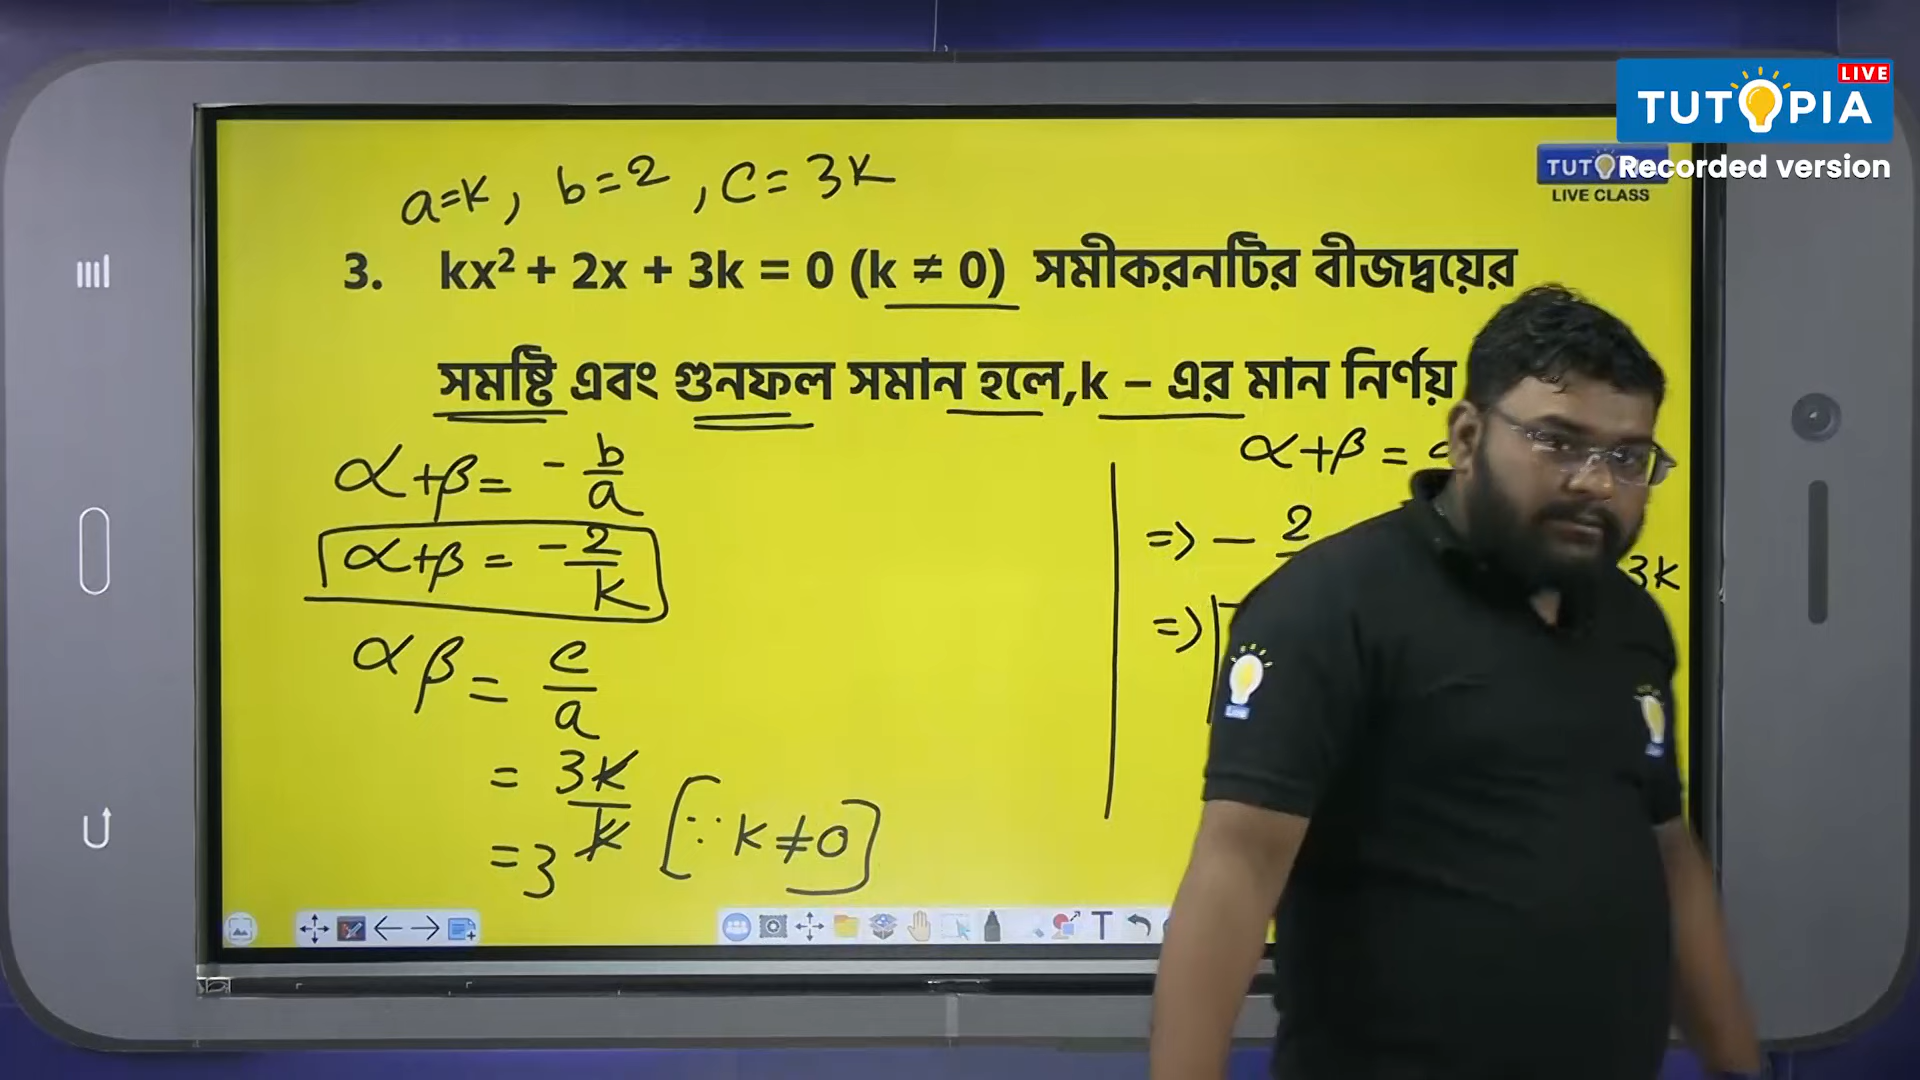 LIVE
TUTOPIA
Recorded version
LIVE CLASS
a=k, b=2, c=3k
3. kx² + 2x + 3k = 0 (k ≠ 0) সমীকরনটির বীজদ্বয়ের
সমষ্টি এবং গুনফল সমান হলে,k – এর মান নির্ণয়
α+β = -b/a
α+β = -2/k
αβ = c/a
= 3k/k [∵ k≠0]
=3
α+β =
=> - 2
3k
=>